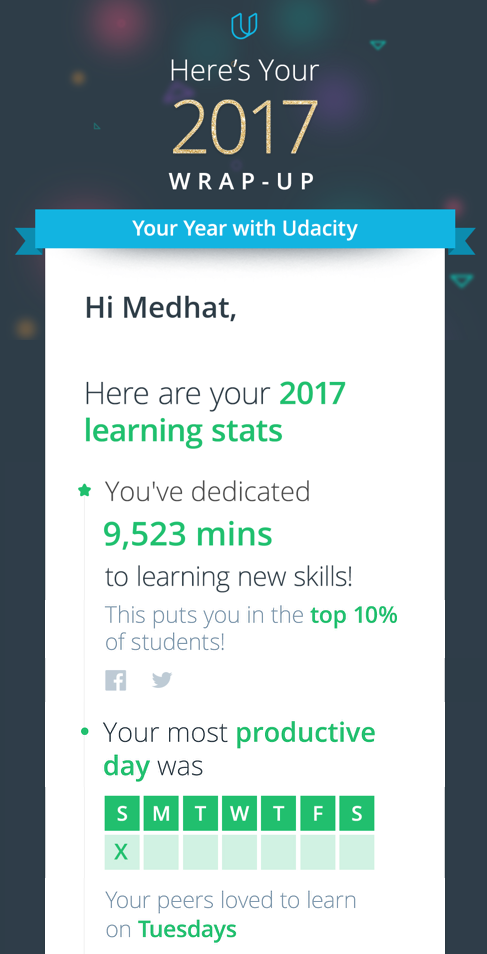 Here's Your
2017
WRAP-UP
Your Year with Udacity
Hi Medhat,
Here are your 2017
learning stats
You've dedicated
9,523 mins
to learning new skills!
This puts you in the top 10%
of students!
Your most productive
day was
S M T W T F S
X
Your peers loved to learn
on Tuesdays